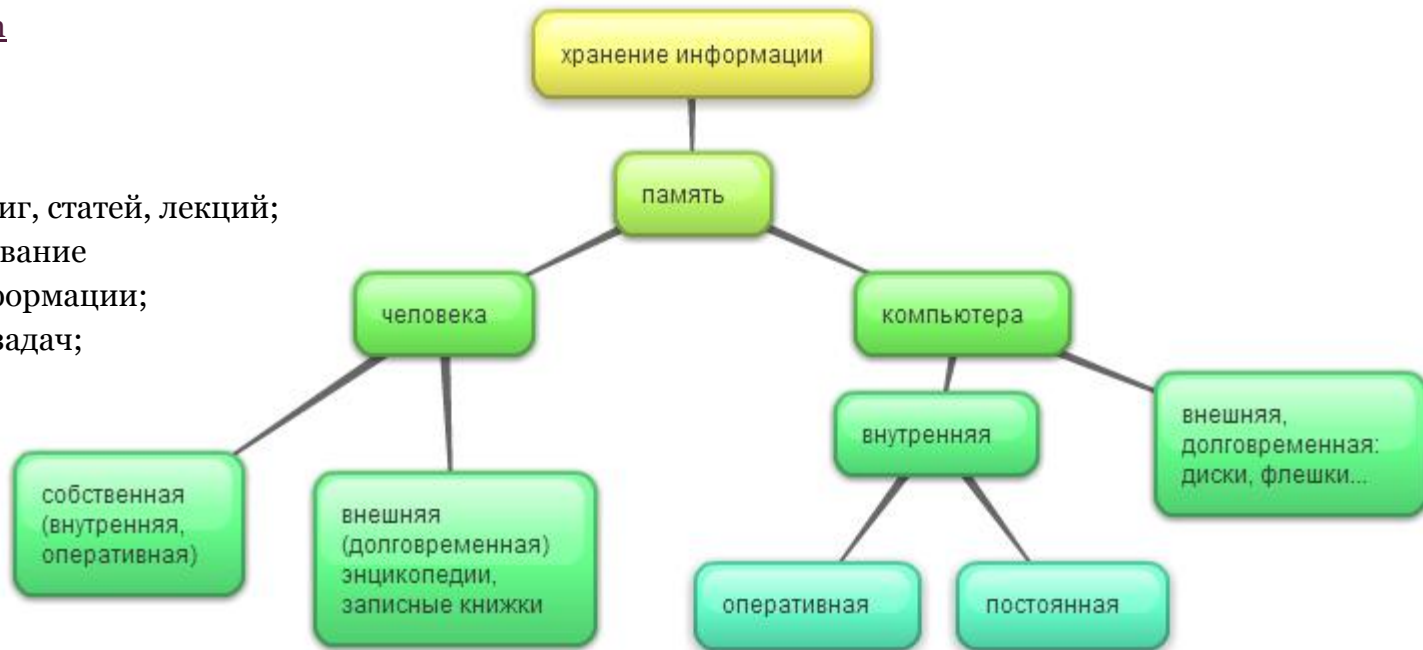 хранение информации
память
иг, статей, лекций;
вание
формации;
задач;
человека
компьютера
собственная
(внутренняя,
оперативная)
внешняя
(долговременная)
энцикопедии,
записные книжки
внутренняя
внешняя,
долговременная:
диски, флешки...
оперативная
постоянная